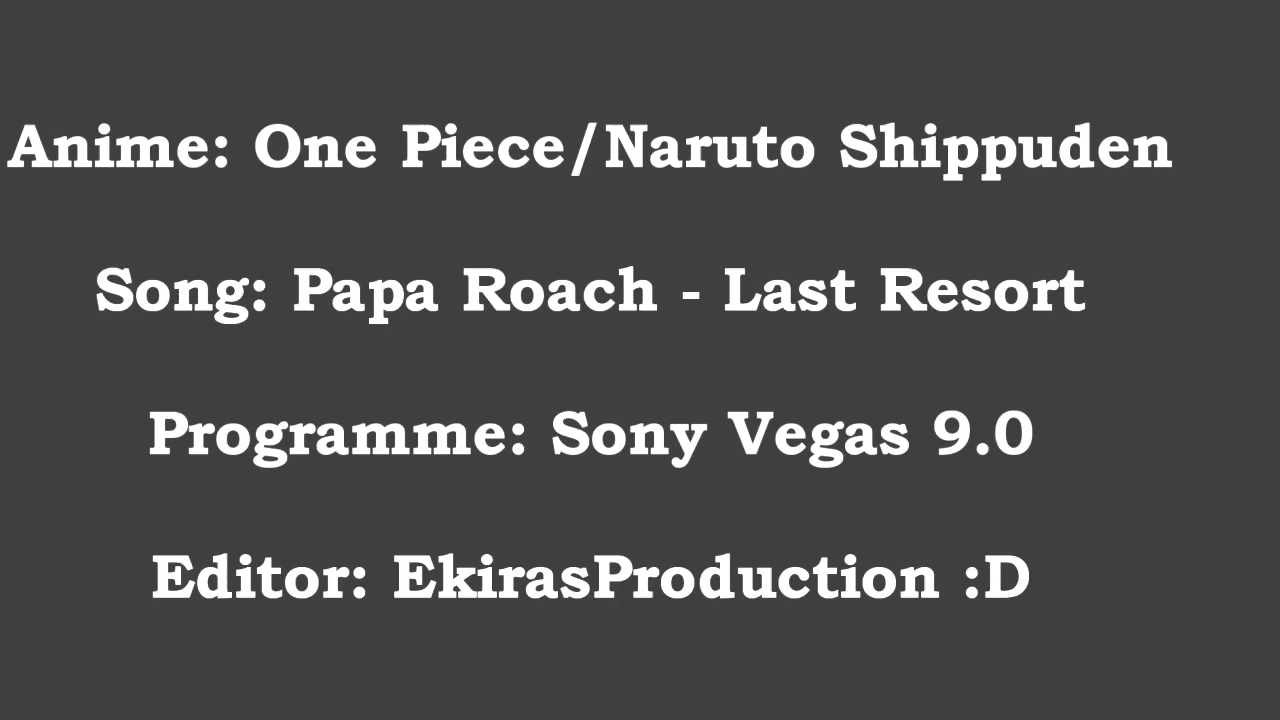 Anime: One Piece/Naruto Shippuden
Song: Papa Roach - Last Resort
Programme: Sony Vegas 9.0
Editor: EkirasProduction :D